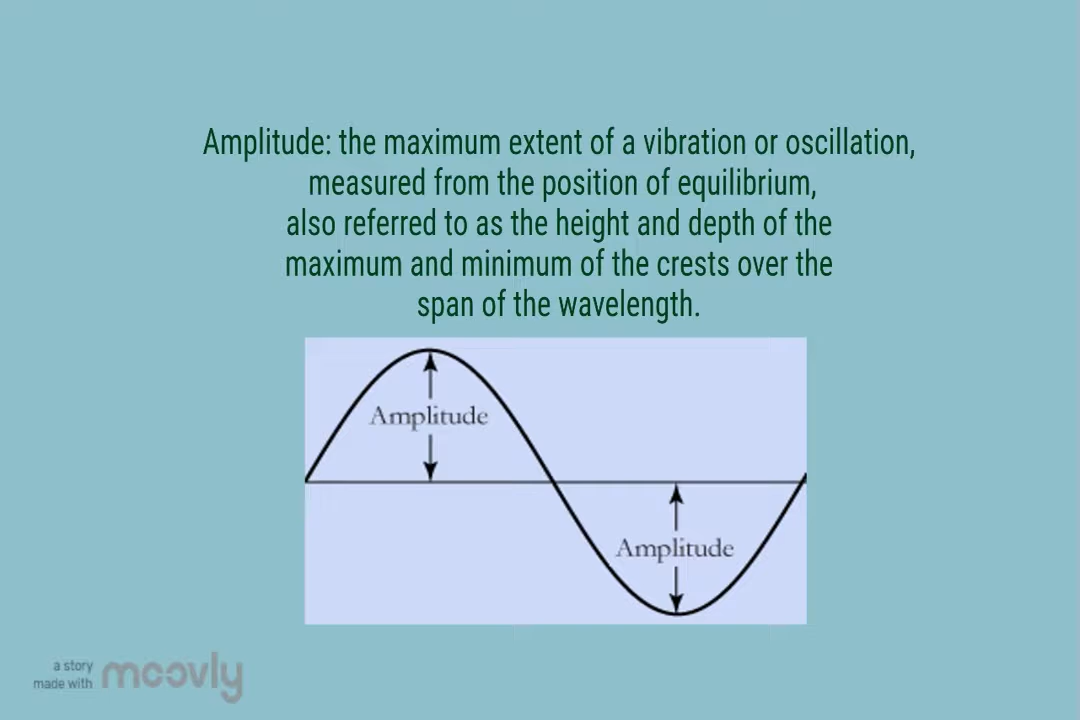 Amplitude: the maximum extent of a vibration or oscillation,
measured from the position of equilibrium,
also referred to as the height and depth of the
maximum and minimum of the crests over the
span of the wavelength.
Amplitude
Amplitude
a story
made with
moovly